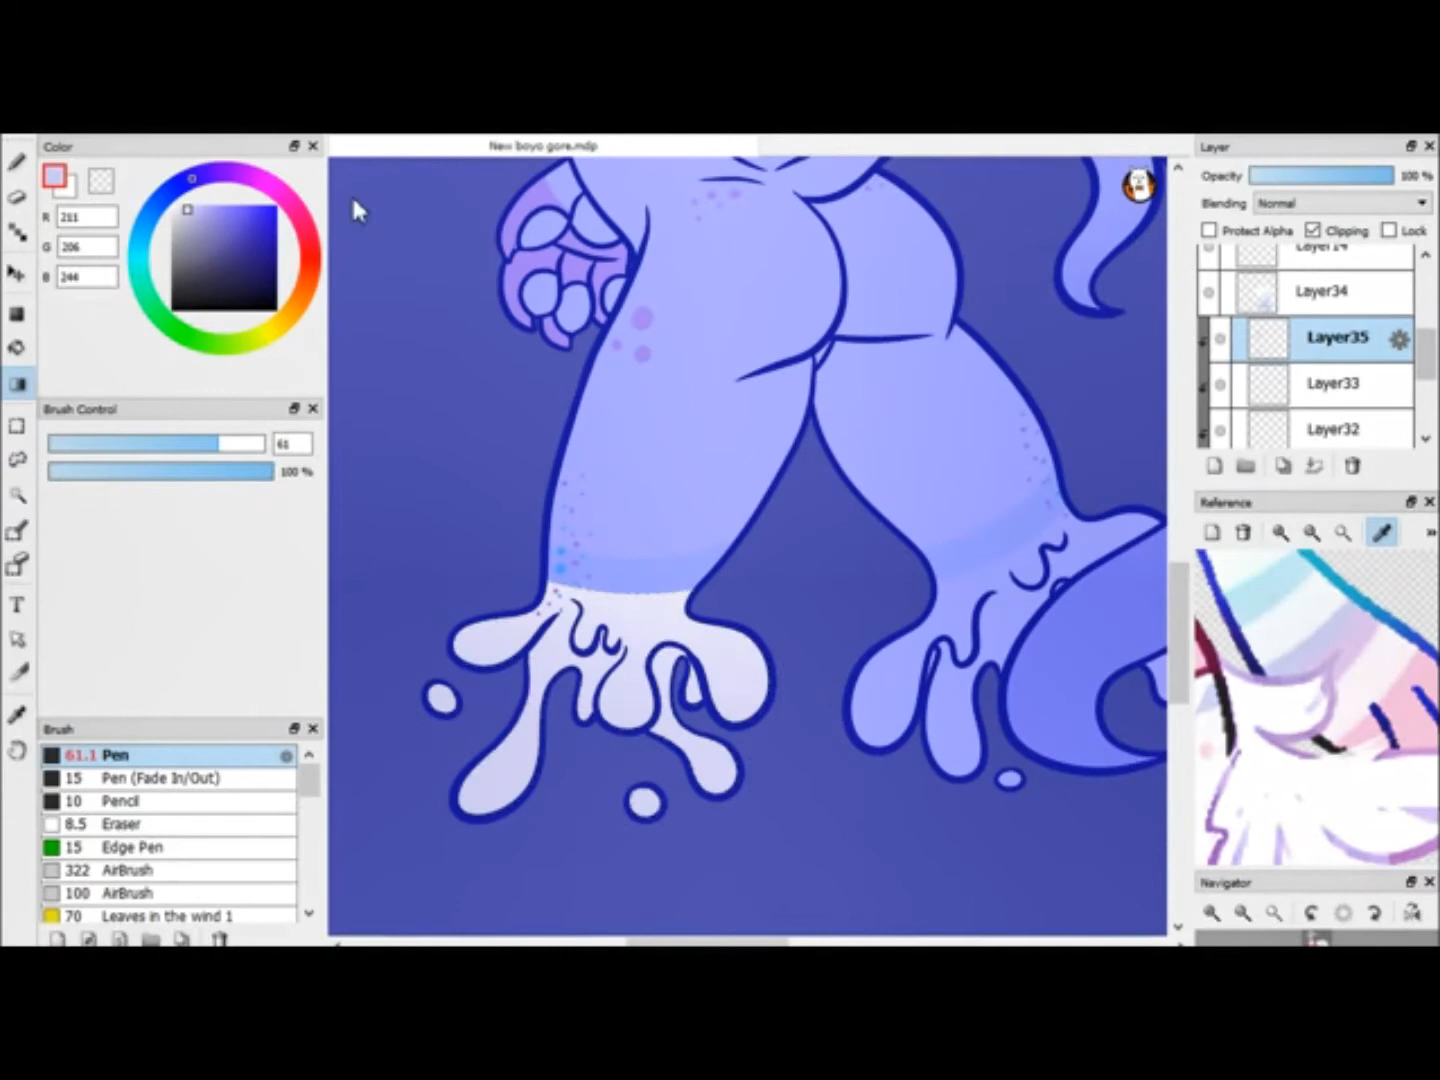 Color
New boyo gore.mdp
Layer
R 211
G 206
B 244
Opacity 100 %
Blending Normal
Protect Alpha Clipping Lock
Layer14
Layer34
Layer35
Layer33
Layer32
Brush Control
61
100 %
Reference
T
Brush
61.1 Pen
15 Pen (Fade In/Out)
10 Pencil
8.5 Eraser
15 Edge Pen
322 AirBrush
100 AirBrush
70 Leaves in the wind 1
Navigator